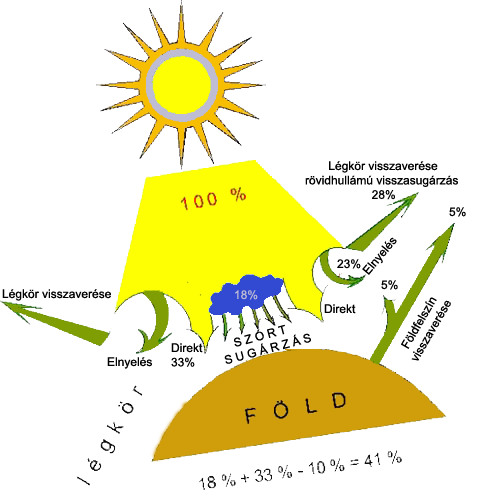 100 %
Légkör visszaverése
rövidhullámú visszasugárzás
28%
5%
23%
Elnyelés
5%
Légkör visszaverése
18%
Direkt
Elnyelés
Direkt
33%
SZÓRT
SUGÁRZÁS
Földfelszín
visszaverése
légkör
FÖLD
18 % + 33 % - 10 % = 41 %